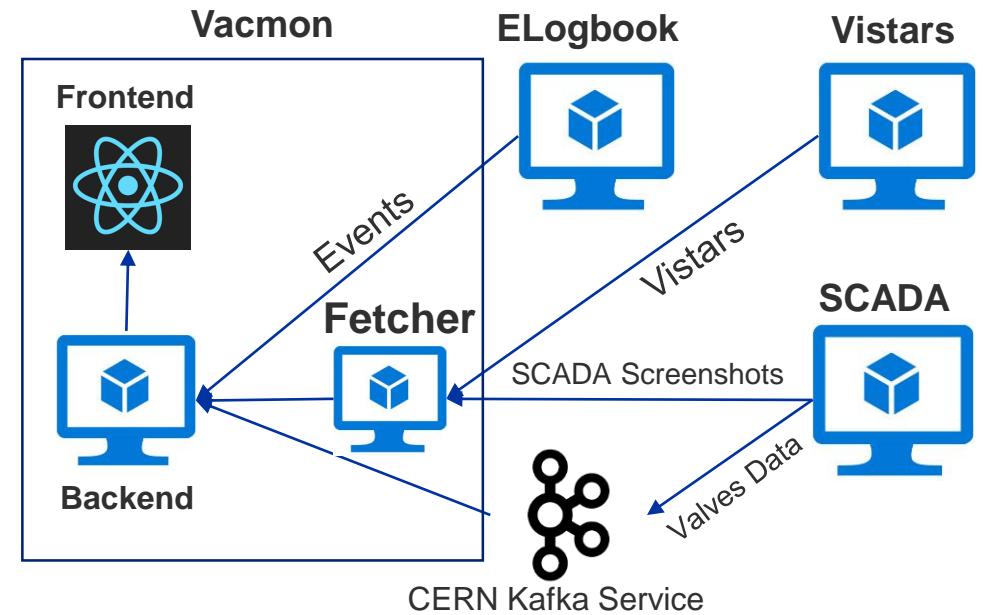 Vacmon
ELogbook
Vistars
Frontend
Events
Vistars
Fetcher
SCADA
SCADA Screenshots
Valves Data
Backend
CERN Kafka Service